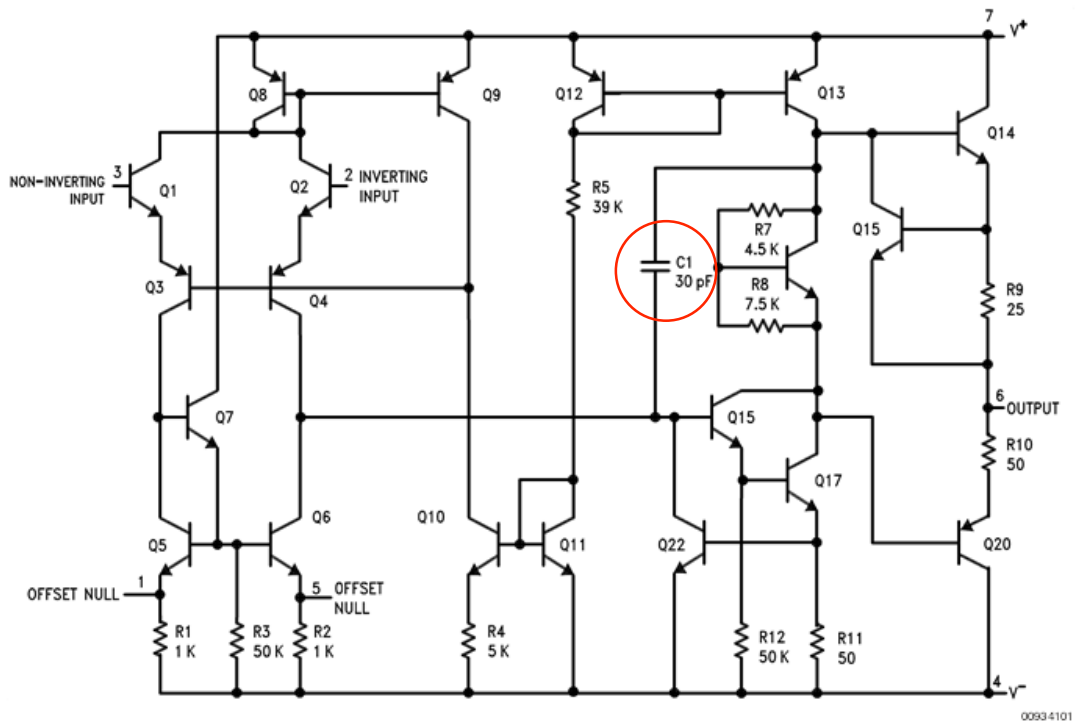 7
V+
Q8
Q9
Q12
Q13
Q14
3
NON-INVERTING
INPUT
Q1
Q2
2 INVERTING
INPUT
R5
39 K
R7
4.5 K
Q15
C1
30 pF
R8
7.5 K
R9
25
Q3
Q4
Q7
Q15
6
OUTPUT
R10
50
Q5
Q6
Q10
Q11
Q22
Q17
Q20
OFFSET NULL
1
5
OFFSET
NULL
R1
1 K
R3
50 K
R2
1 K
R4
5 K
R12
50 K
R11
50
4
V-
00934101